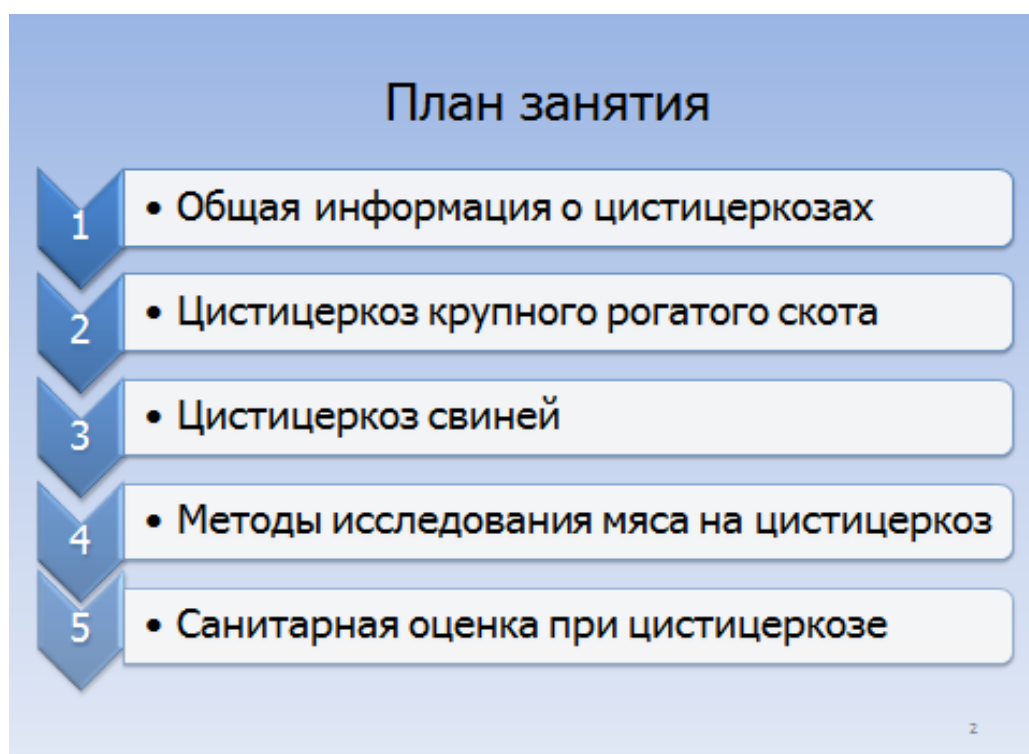 План занятия
1
• Общая информация о цистицеркозах
2
• Цистицеркоз крупного рогатого скота
3
• Цистицеркоз свиней
4
• Методы исследования мяса на цистицеркоз
5
• Санитарная оценка при цистицеркозе
2